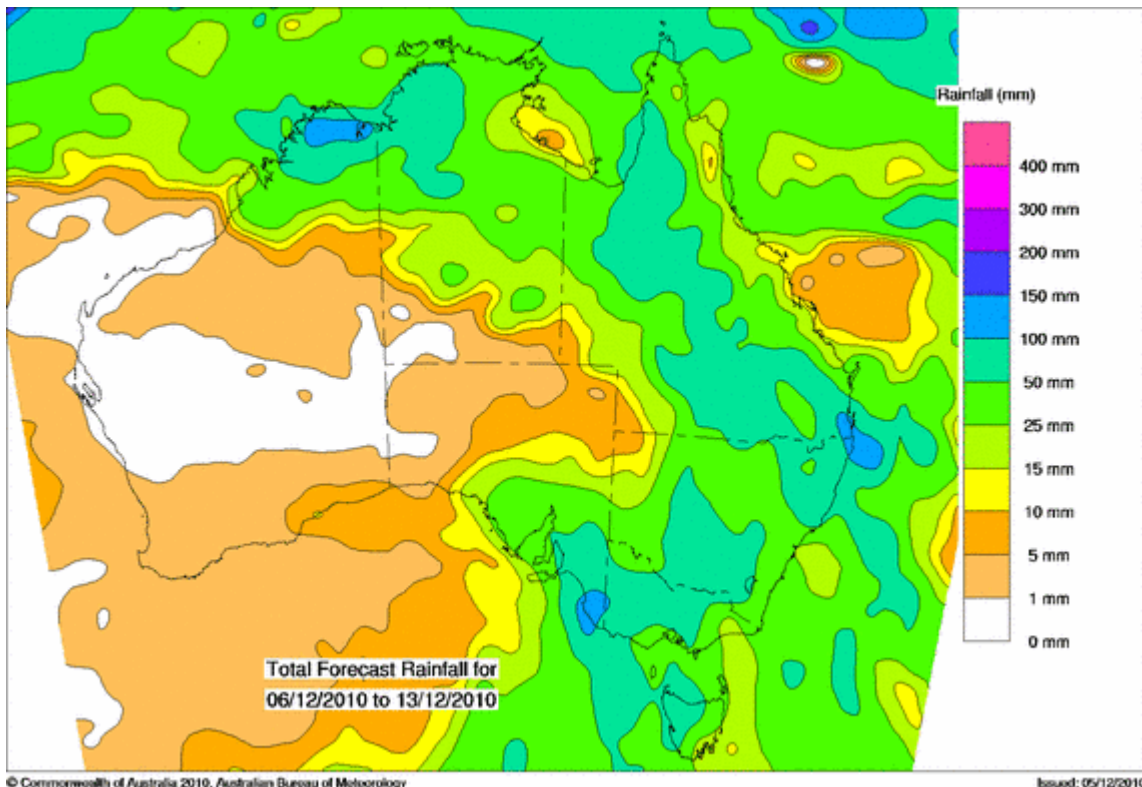 Rainfall (mm)
400 mm
300 mm
200 mm
150 mm
100 mm
50 mm
25 mm
15 mm
10 mm
5 mm
1 mm
0 mm
Total Forecast Rainfall for
06/12/2010 to 13/12/2010
© Commonwealth of Australia 2010, Australian Bureau of Meteorology
Issued: 05/12/2010